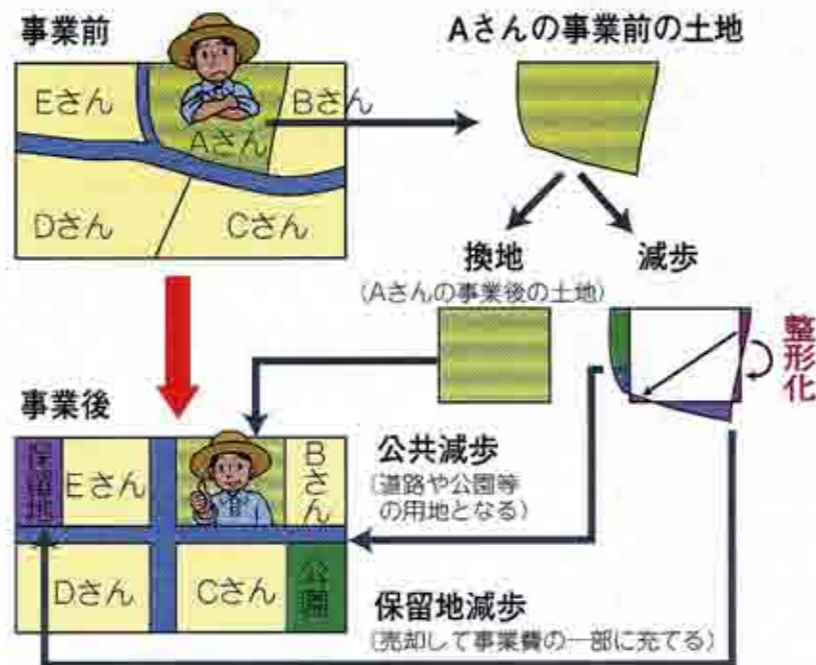 事業前
Aさんの事業前の土地
Eさん
Aさん
Bさん
Dさん
Cさん
換地
(Aさんの事業後の土地)
減歩
整形化
事業後
保留地
Eさん
Bさん
公共減歩
(道路や公園等
の用地となる)
Dさん
Cさん
公園
保留地減歩
(売却して事業費の一部に充てる)